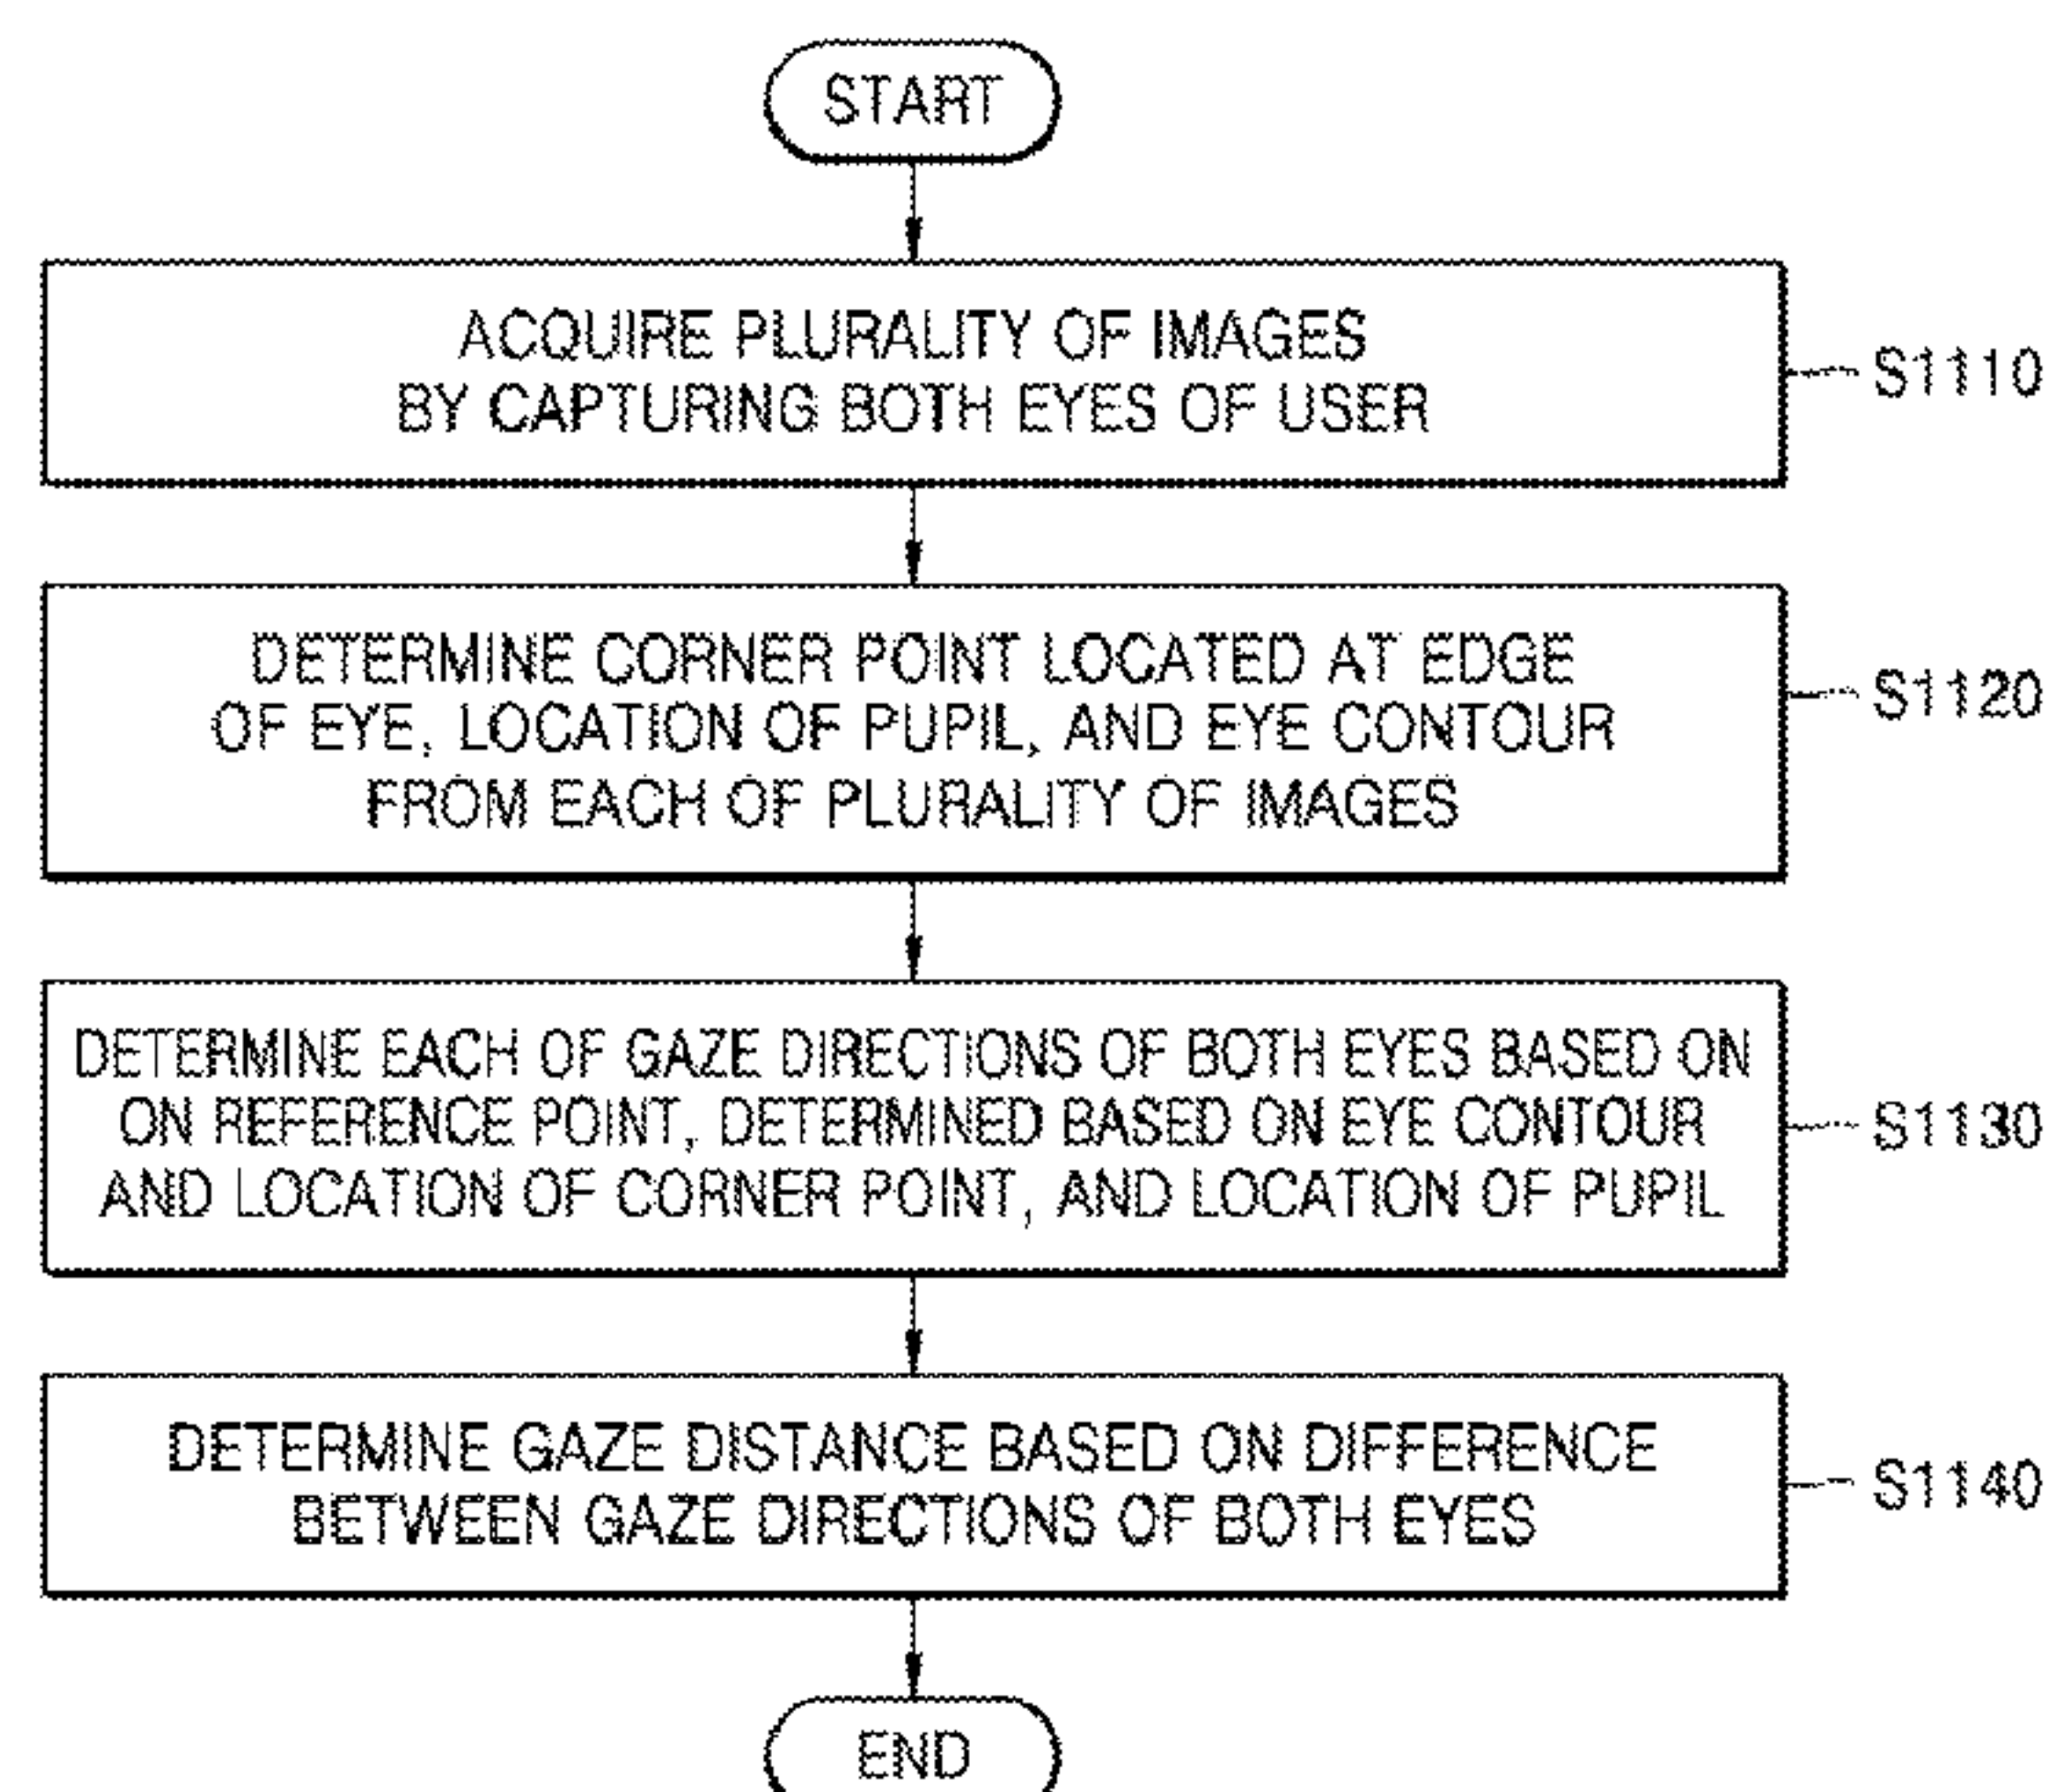 START
ACQUIRE PLURALITY OF IMAGES
BY CAPTURING BOTH EYES OF USER
S1110
DETERMINE CORNER POINT LOCATED AT EDGE
OF EYE, LOCATION OF PUPIL, AND EYE CONTOUR
FROM EACH OF PLURALITY OF IMAGES
S1120
DETERMINE EACH OF GAZE DIRECTIONS OF BOTH EYES BASED ON
ON REFERENCE POINT, DETERMINED BASED ON EYE CONTOUR
AND LOCATION OF CORNER POINT, AND LOCATION OF PUPIL
S1130
DETERMINE GAZE DISTANCE BASED ON DIFFERENCE
BETWEEN GAZE DIRECTIONS OF BOTH EYES
S1140
END